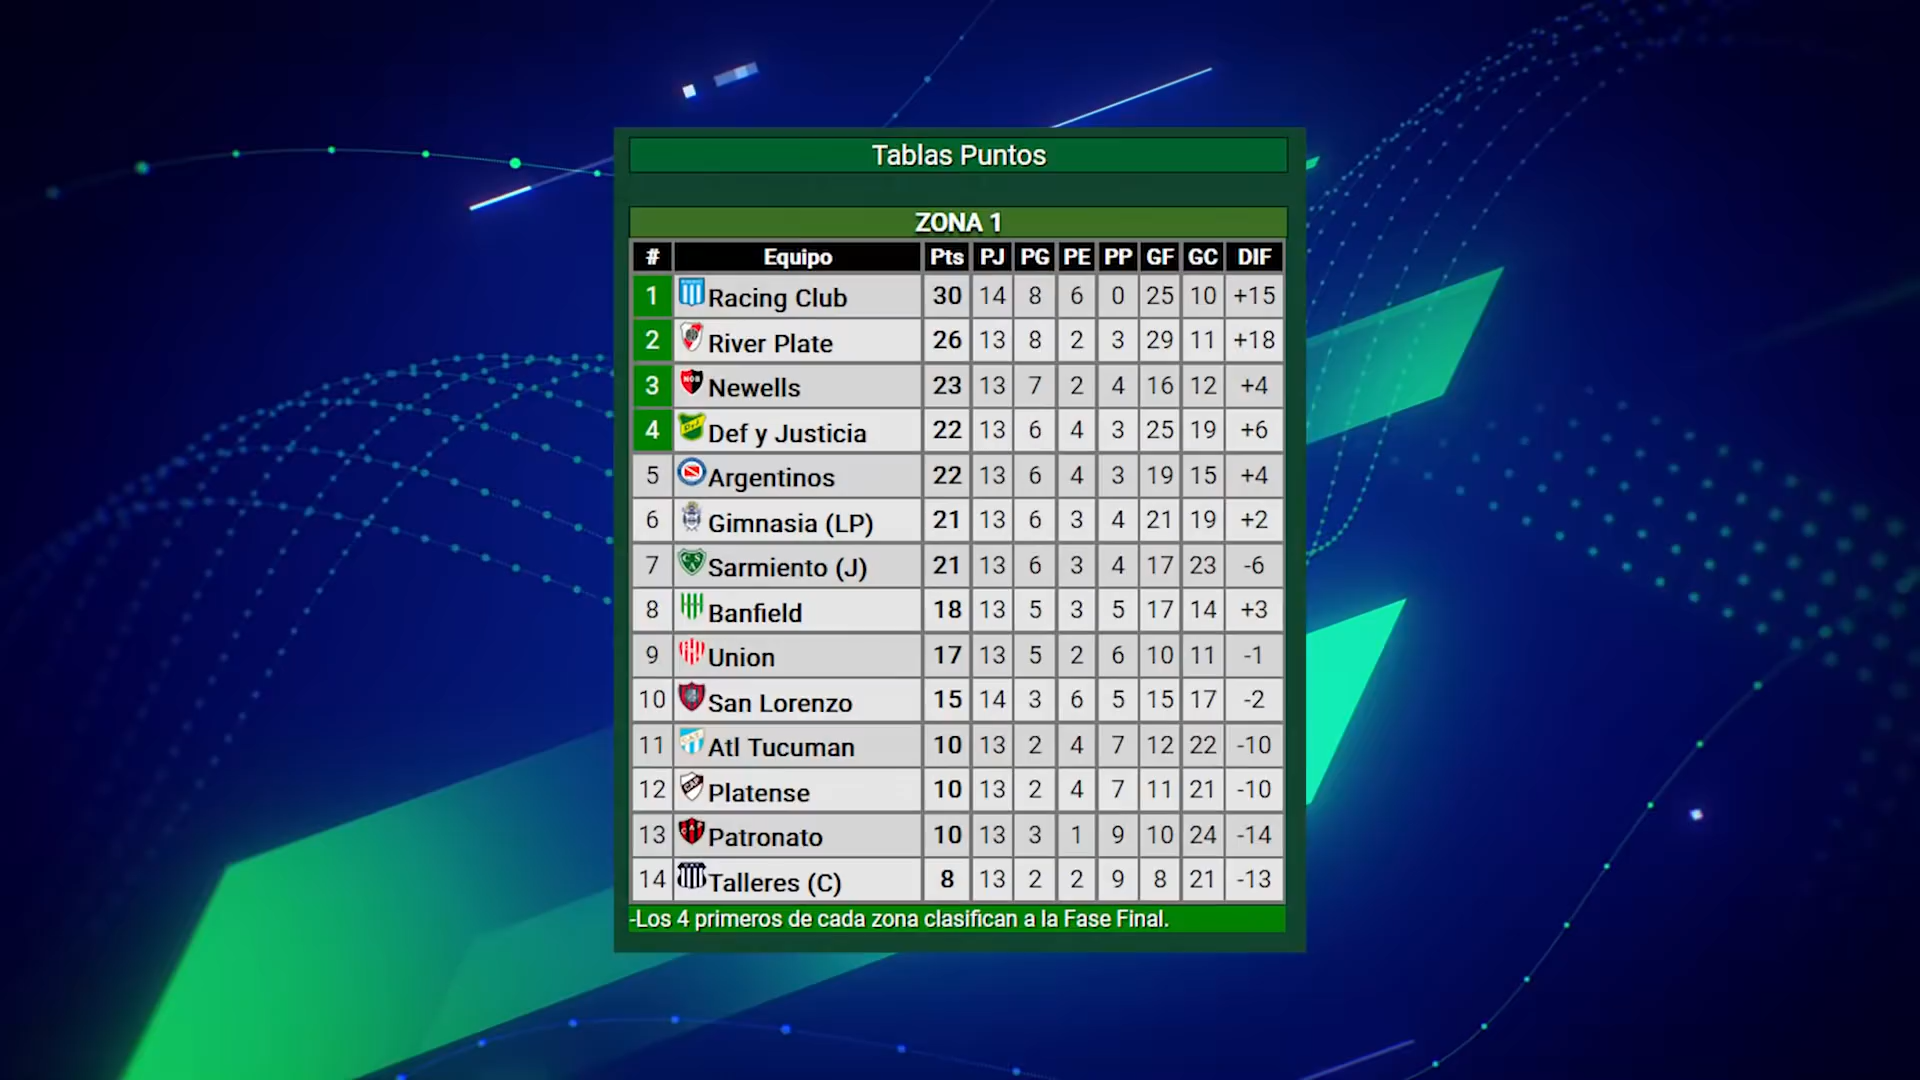 Tablas Puntos
ZONA 1
# Equipo Pts PJ PG PE PP GF GC DIF
1 Racing Club 30 14 8 6 0 25 10 +15
2 River Plate 26 13 8 2 3 29 11 +18
3 Newells 23 13 7 2 4 16 12 +4
4 Def y Justicia 22 13 6 4 3 25 19 +6
5 Argentinos 22 13 6 4 3 19 15 +4
6 Gimnasia (LP) 21 13 6 3 4 21 19 +2
7 Sarmiento (J) 21 13 6 3 4 17 23 -6
8 Banfield 18 13 5 3 5 17 14 +3
9 Union 17 13 5 2 6 10 11 -1
10 San Lorenzo 15 14 3 6 5 15 17 -2
11 Atl Tucuman 10 13 2 4 7 12 22 -10
12 Platense 10 13 2 4 7 11 21 -10
13 Patronato 10 13 3 1 9 10 24 -14
14 Talleres (C) 8 13 2 2 9 8 21 -13
-Los 4 primeros de cada zona clasifican a la Fase Final.